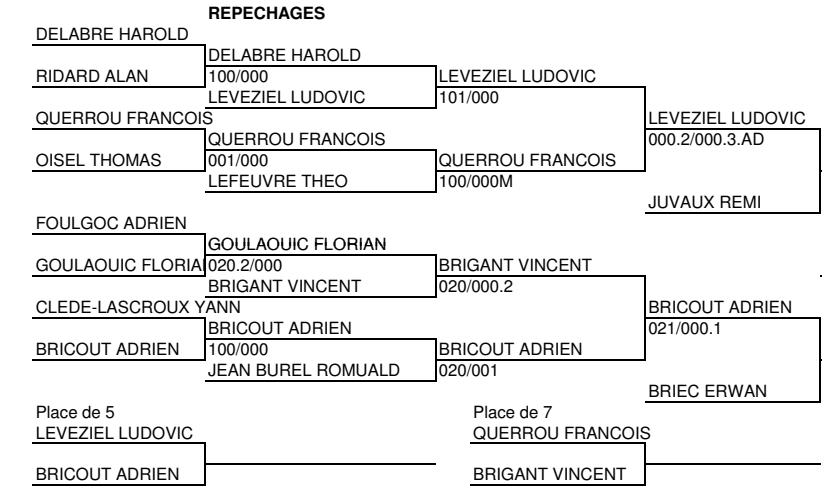 REPECHAGES
DELABRE HAROLD
DELABRE HAROLD
RIDARD ALAN 100/000 LEVEZIEL LUDOVIC
LEVEZIEL LUDOVIC 101/000
QUERROU FRANCOIS LEVEZIEL LUDOVIC
QUERROU FRANCOIS 000.2/000.3.AD
OISEL THOMAS 001/000 QUERROU FRANCOIS
LEFEUVRE THEO 100/000M
JUVAUX REMI
FOULGOC ADRIEN
GOULAOUIC FLORIAN
GOULAOUIC FLORIAN 020.2/000 BRIGANT VINCENT
BRIGANT VINCENT 020/000.2
CLEDE-LASCROUX YANN BRICOUT ADRIEN
BRICOUT ADRIEN 021/000.1
BRICOUT ADRIEN 100/000 BRICOUT ADRIEN
JEAN BUREL ROMUALD 020/001
BRIEC ERWAN
Place de 5 Place de 7
LEVEZIEL LUDOVIC QUERROU FRANCOIS
BRICOUT ADRIEN BRIGANT VINCENT